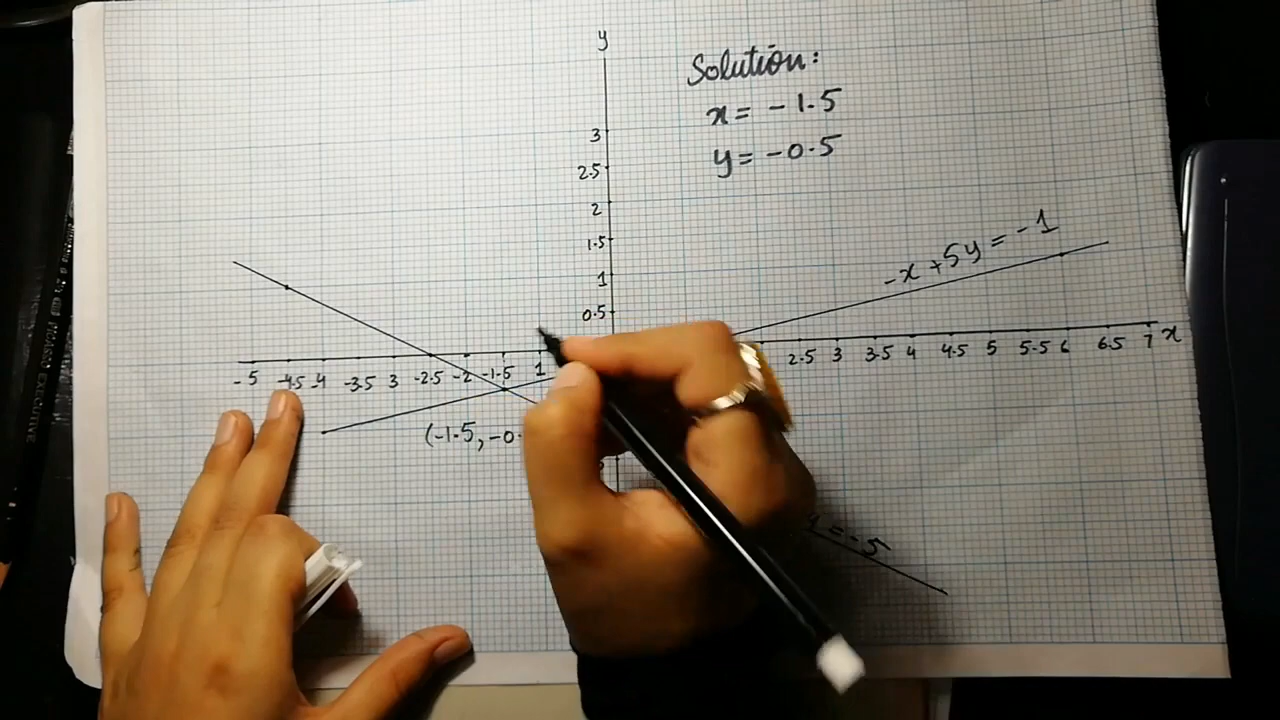 y
Solution:
x = -1.5
y = -0.5
3
2.5
2
1.5
1
0.5
-x + 5y = -1
-5 -4.5 -4 -3.5 3 -2.5 -2 -1.5 1 2.5 3 3.5 4 4.5 5 5.5 6 6.5 7 x
(-1.5, -0.
= -5
EXECUTIVE